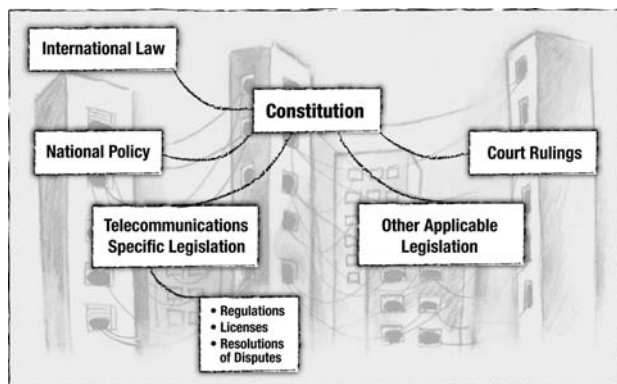 International Law
Constitution
National Policy
Court Rulings
Telecommunications
Specific Legislation
Other Applicable
Legislation
• Regulations
• Licenses
• Resolutions
of Disputes